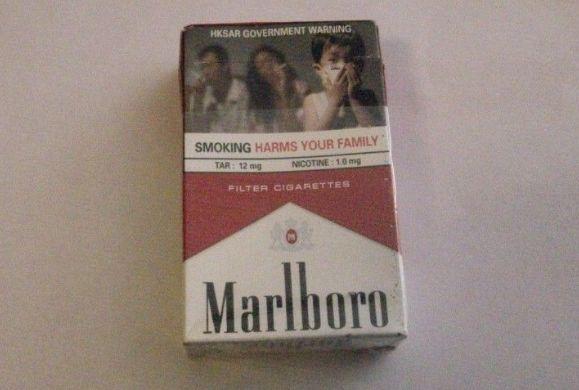 HKSAR GOVERNMENT WARNING
SMOKING HARMS YOUR FAMILY
TAR : 12 mg NICOTINE : 1.0 mg
FILTER CIGARETTES
Marlboro